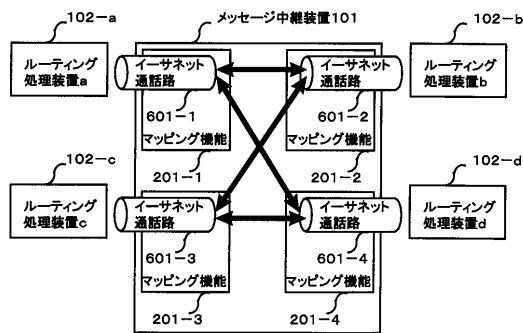 102-a
メッセージ中継装置101
102-b
ルーティング
処理装置a
イーサネット
通話路
イーサネット
通話路
ルーティング
処理装置b
601-1
マッピング機能
601-2
マッピング機能
201-1
201-2
102-c
102-d
ルーティング
処理装置c
イーサネット
通話路
イーサネット
通話路
ルーティング
処理装置d
601-3
マッピング機能
601-4
マッピング機能
201-3
201-4